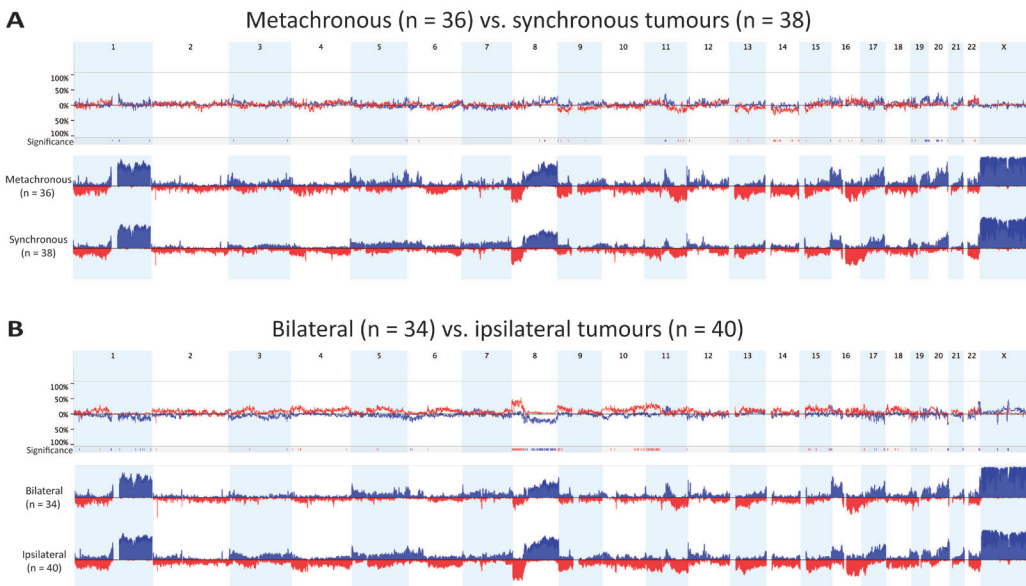 A
Metachronous (n = 36) vs. synchronous tumours (n = 38)
1 2 3 4 5 6 7 8 9 10 11 12 13 14 15 16 17 18 19 20 21 22 X
100%
50%
0%
50%
100%
Significance
Metachronous
(n = 36)
Synchronous
(n = 38)
B
Bilateral (n = 34) vs. ipsilateral tumours (n = 40)
1 2 3 4 5 6 7 8 9 10 11 12 13 14 15 16 17 18 19 20 21 22 X
100%
50%
0%
50%
100%
Significance
Bilateral
(n = 34)
Ipsilateral
(n = 40)